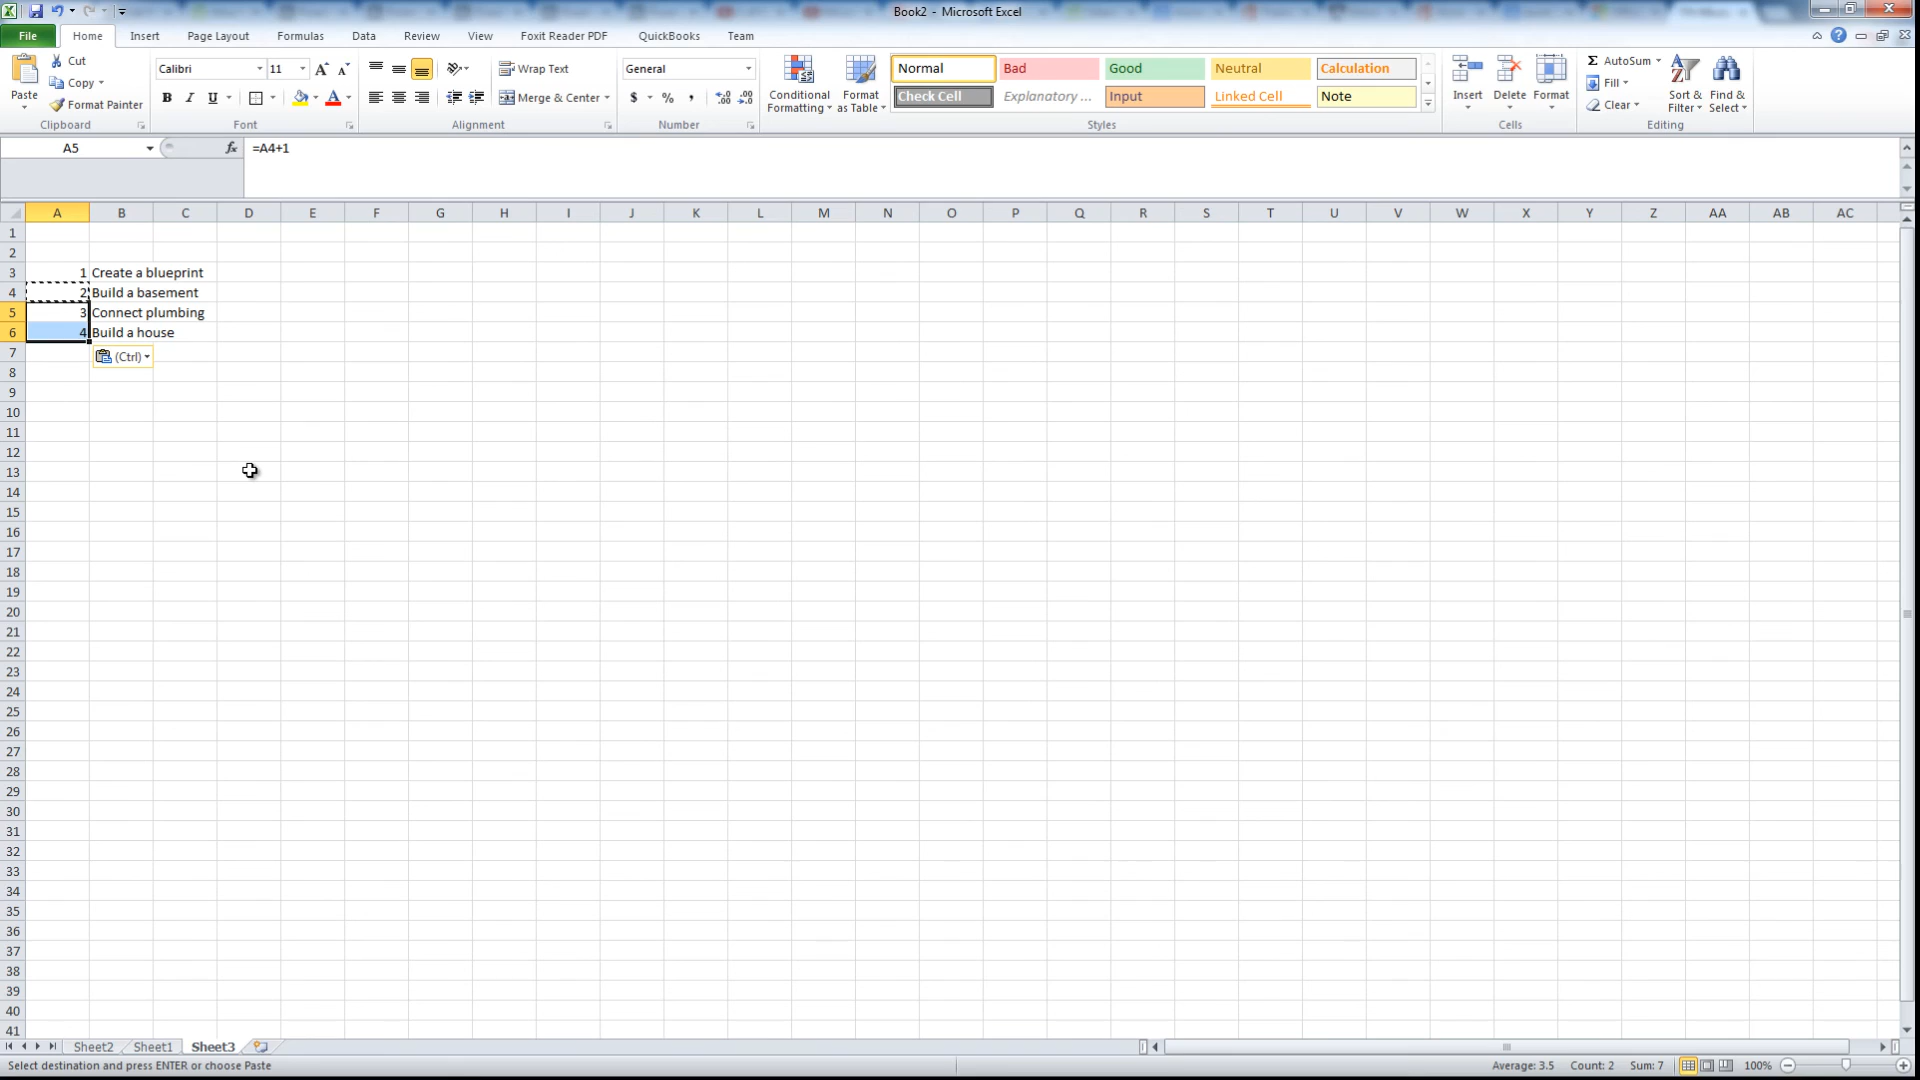 Book2 - Microsoft Excel
File Home Insert Page Layout Formulas Data Review View Foxit Reader PDF QuickBooks Team
Paste
Cut
Copy
Format Painter
Clipboard
Calibri 11
B I U
Font
Wrap Text
Merge & Center
Alignment
General
$ % ,
Number
Conditional Formatting
Format as Table
Normal Bad Good Neutral Calculation
Check Cell Explanatory ... Input Linked Cell Note
Styles
Insert Delete Format
Cells
Σ AutoSum
Fill
Clear
Sort & Filter
Find & Select
Editing
A5 fx =A4+1
A B C D E F G H I J K L M N O P Q R S T U V W X Y Z AA AB AC
1
2
3 1 Create a blueprint
4 2 Build a basement
5 3 Connect plumbing
6 4 Build a house
7 (Ctrl)
8
9
10
11
12
13
14
15
16
17
18
19
20
21
22
23
24
25
26
27
28
29
30
31
32
33
34
35
36
37
38
39
40
41
Sheet2 Sheet1 Sheet3
Select destination and press ENTER or choose Paste Average: 3.5 Count: 2 Sum: 7 100%